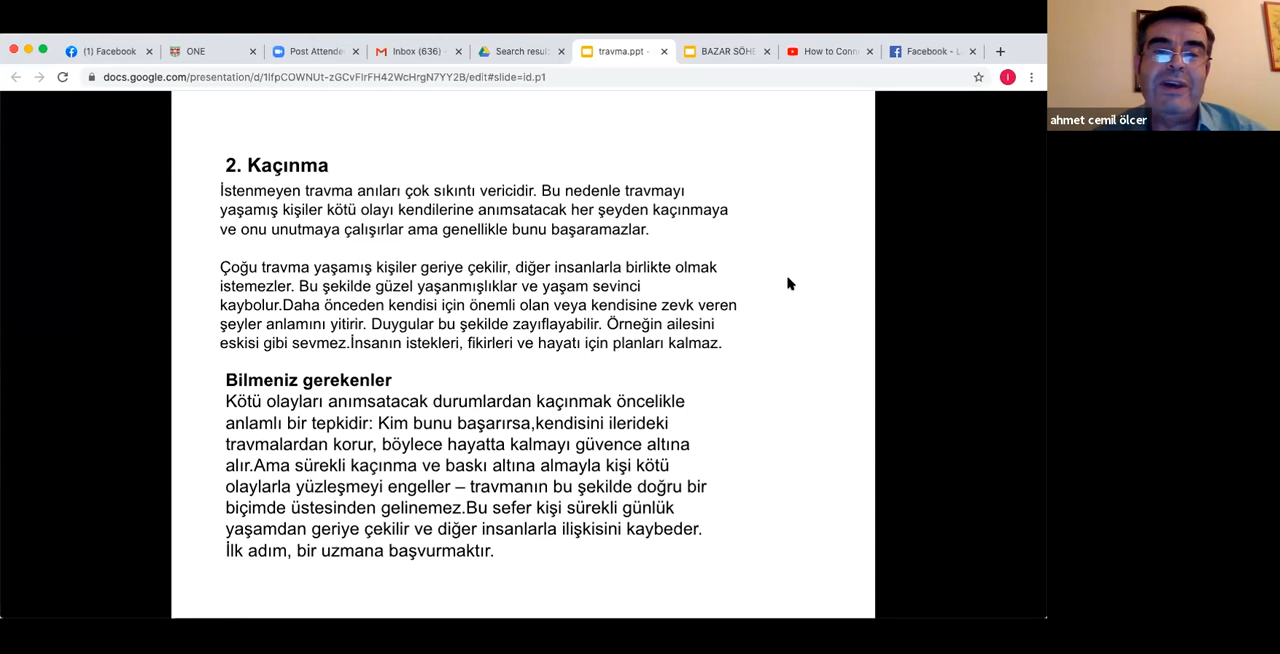 (1) Facebook
ONE
Post Attende
Inbox (636)
Search resul
travma.ppt -
BAZAR SÖHB
How to Conn
Facebook - L
docs.google.com/presentation/d/1lfpCOWNUt-zGCvFlrFH42WcHrgN7YY2B/edit#slide=id.p1
I
ahmet cemil ölcer
2. Kaçınma
İstenmeyen travma anıları çok sıkıntı vericidir. Bu nedenle travmayı
yaşamış kişiler kötü olayı kendilerine anımsatacak her şeyden kaçınmaya
ve onu unutmaya çalışırlar ama genellikle bunu başaramazlar.
Çoğu travma yaşamış kişiler geriye çekilir, diğer insanlarla birlikte olmak
istemezler. Bu şekilde güzel yaşanmışlıklar ve yaşam sevinci
kaybolur.Daha önceden kendisi için önemli olan veya kendisine zevk veren
şeyler anlamını yitirir. Duygular bu şekilde zayıflayabilir. Örneğin ailesini
eskisi gibi sevmez.İnsanın istekleri, fikirleri ve hayatı için planları kalmaz.
Bilmeniz gerekenler
Kötü olayları anımsatacak durumlardan kaçınmak öncelikle
anlamlı bir tepkidir: Kim bunu başarırsa,kendisini ilerideki
travmalardan korur, böylece hayatta kalmayı güvence altına
alır.Ama sürekli kaçınma ve baskı altına almayla kişi kötü
olaylarla yüzleşmeyi engeller – travmanın bu şekilde doğru bir
biçimde üstesinden gelinemez.Bu sefer kişi sürekli günlük
yaşamdan geriye çekilir ve diğer insanlarla ilişkisini kaybeder.
İlk adım, bir uzmana başvurmaktır.